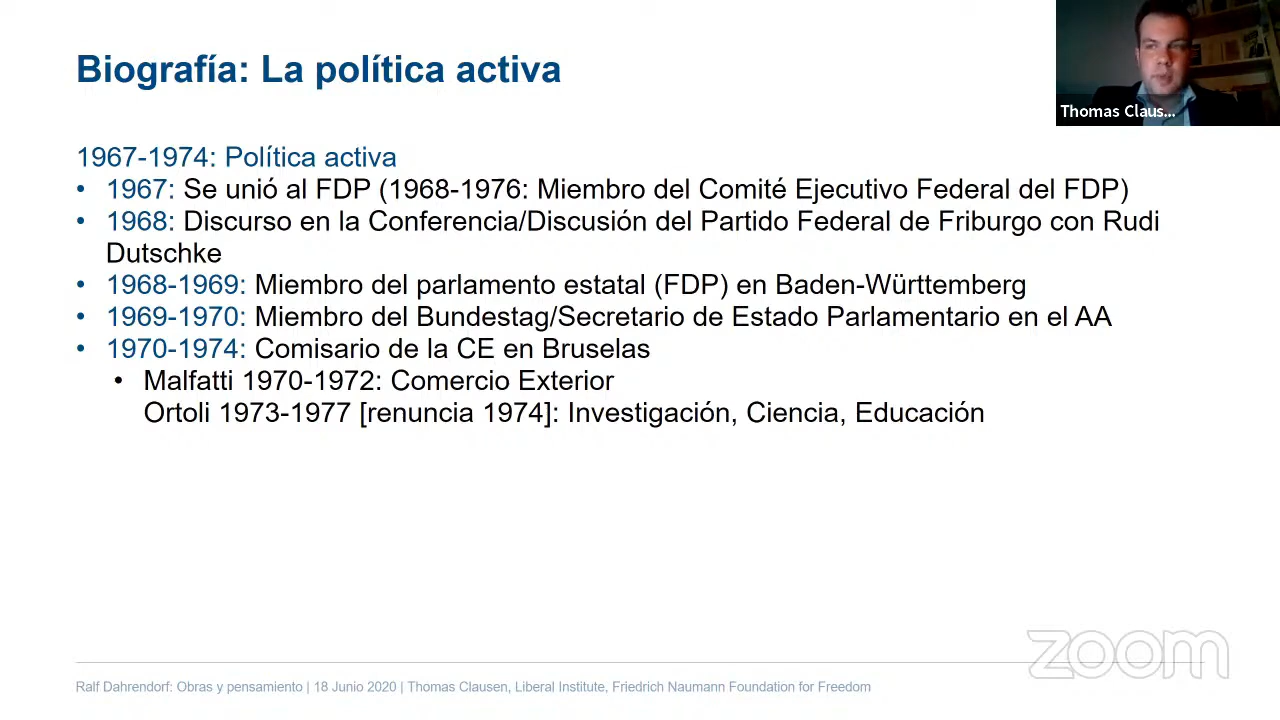 Biografía: La política activa
Thomas Claus...
1967-1974: Política activa
• 1967: Se unió al FDP (1968-1976: Miembro del Comité Ejecutivo Federal del FDP)
• 1968: Discurso en la Conferencia/Discusión del Partido Federal de Friburgo con Rudi
Dutschke
• 1968-1969: Miembro del parlamento estatal (FDP) en Baden-Württemberg
• 1969-1970: Miembro del Bundestag/Secretario de Estado Parlamentario en el AA
• 1970-1974: Comisario de la CE en Bruselas
• Malfatti 1970-1972: Comercio Exterior
Ortoli 1973-1977 [renuncia 1974]: Investigación, Ciencia, Educación
zoom
Ralf Dahrendorf: Obras y pensamiento | 18 Junio 2020 | Thomas Clausen, Liberal Institute, Friedrich Naumann Foundation for Freedom